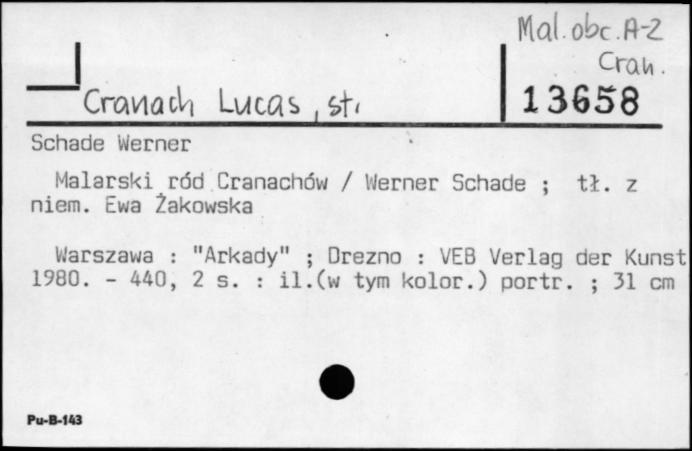 Mal. obc. A-Z
Cran.
Cranach Lucas, st.
13658
Schade Werner
Malarski ród Cranachów / Werner Schade ; tł. z
niem. Ewa Żakowska
Warszawa : "Arkady" ; Drezno : VEB Verlag der Kunst
1980. - 440, 2 s. : il.(w tym kolor.) portr. ; 31 cm
Pu-B-143